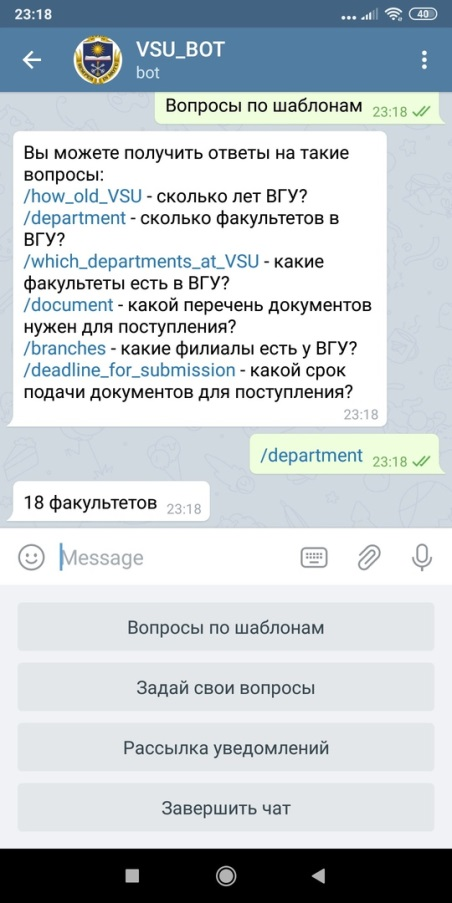 23:18
40
VSU_BOT
bot
Вопросы по шаблонам 23:18
Вы можете получить ответы на такие
вопросы:
/how_old_VSU - сколько лет ВГУ?
/department - сколько факультетов в
ВГУ?
/which_departments_at_VSU - какие
факультеты есть в ВГУ?
/document - какой перечень документов
нужен для поступления?
/branches - какие филиалы есть у ВГУ?
/deadline_for_submission - какой срок
подачи документов для поступления?
23:18
/department 23:18
18 факультетов 23:18
Message
Вопросы по шаблонам
Задай свои вопросы
Рассылка уведомлений
Завершить чат